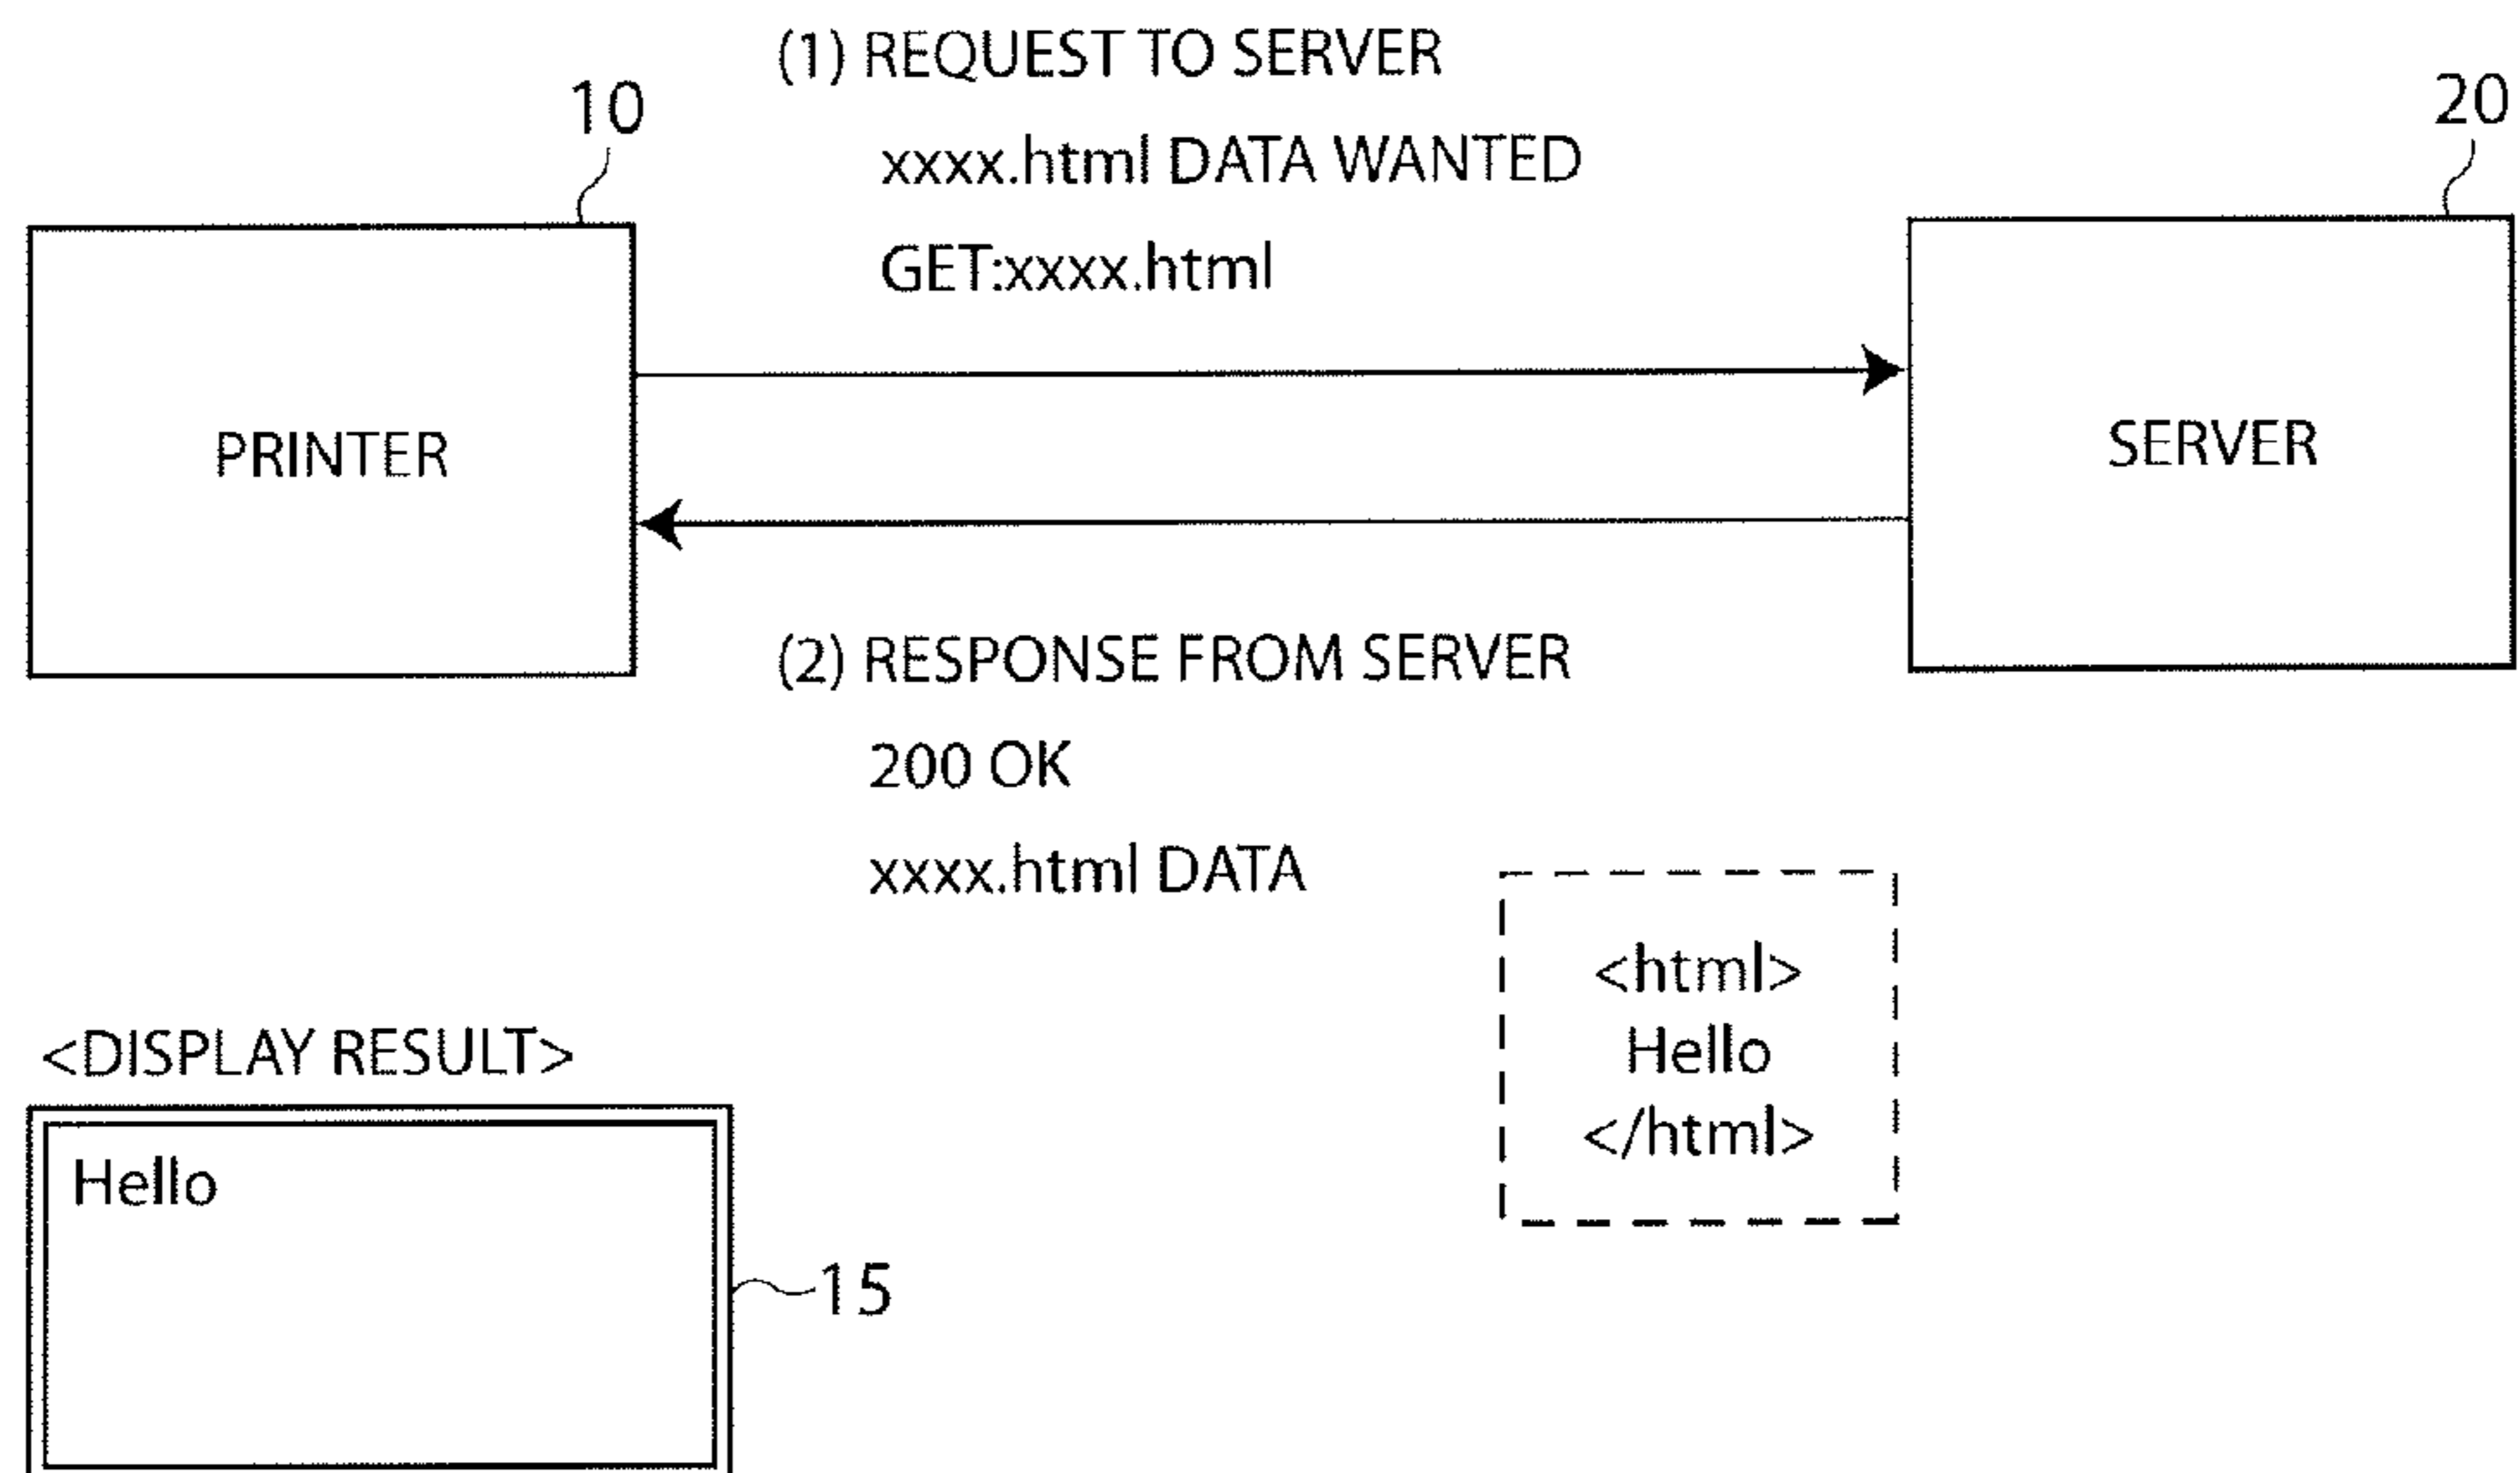 (1) REQUEST TO SERVER
10
20
xxxx.html DATA WANTED
GET:xxxx.html
PRINTER
SERVER
(2) RESPONSE FROM SERVER
200 OK
xxxx.html DATA
<html>
Hello
</html>
<DISPLAY RESULT>
Hello
15